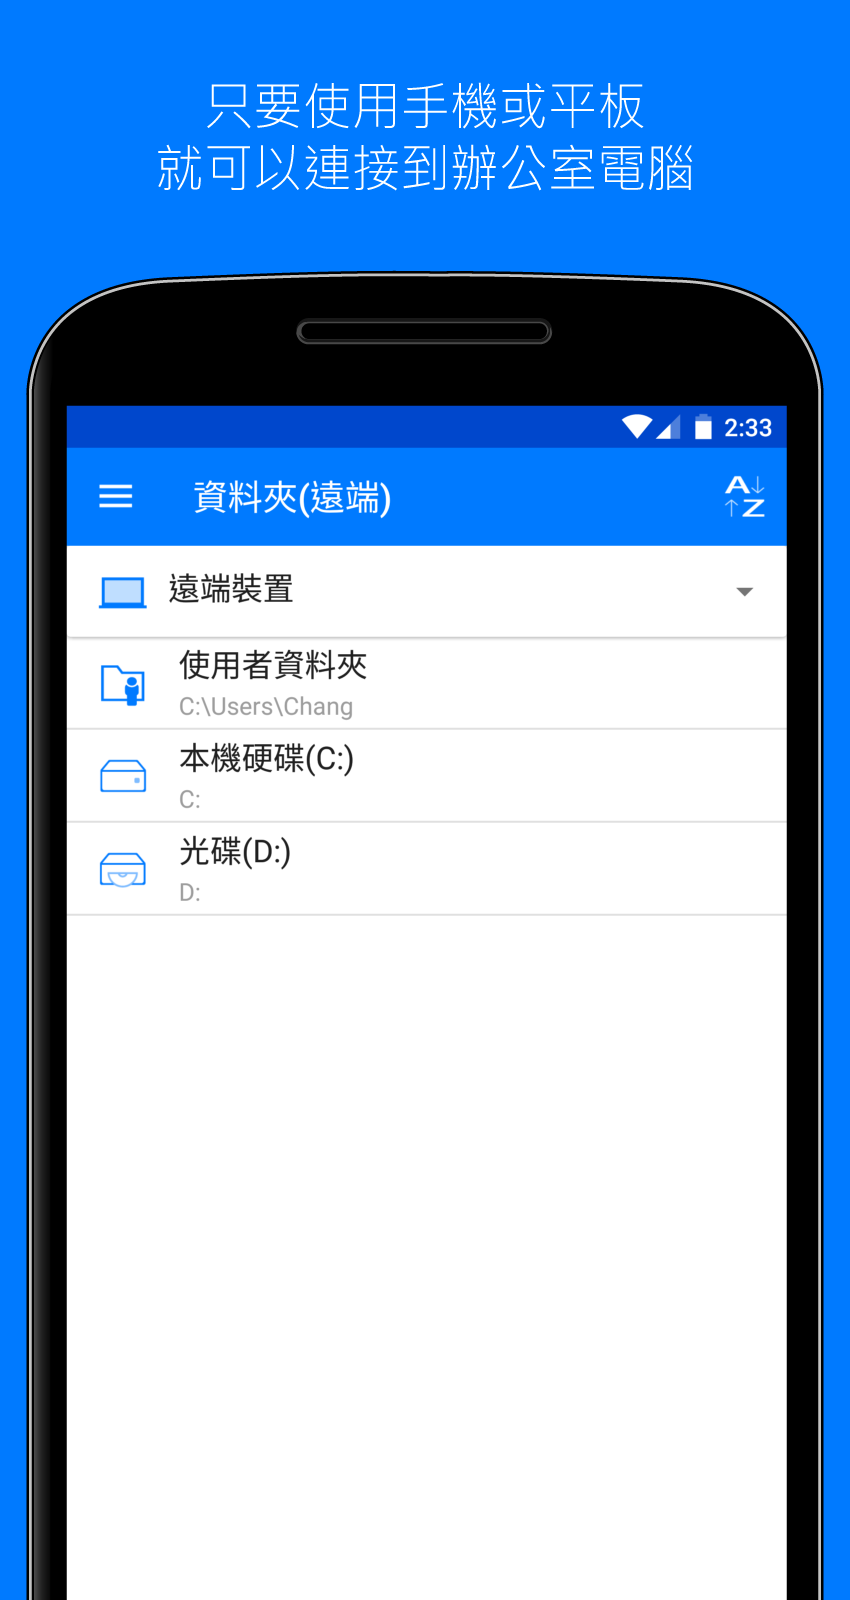 只要使用手機或平板
就可以連接到辦公室電腦
2:33
資料夾(遠端)
A
Z
遠端裝置
使用者資料夾
C:\Users\Chang
本機硬碟(C:)
C:
光碟(D:)
D: